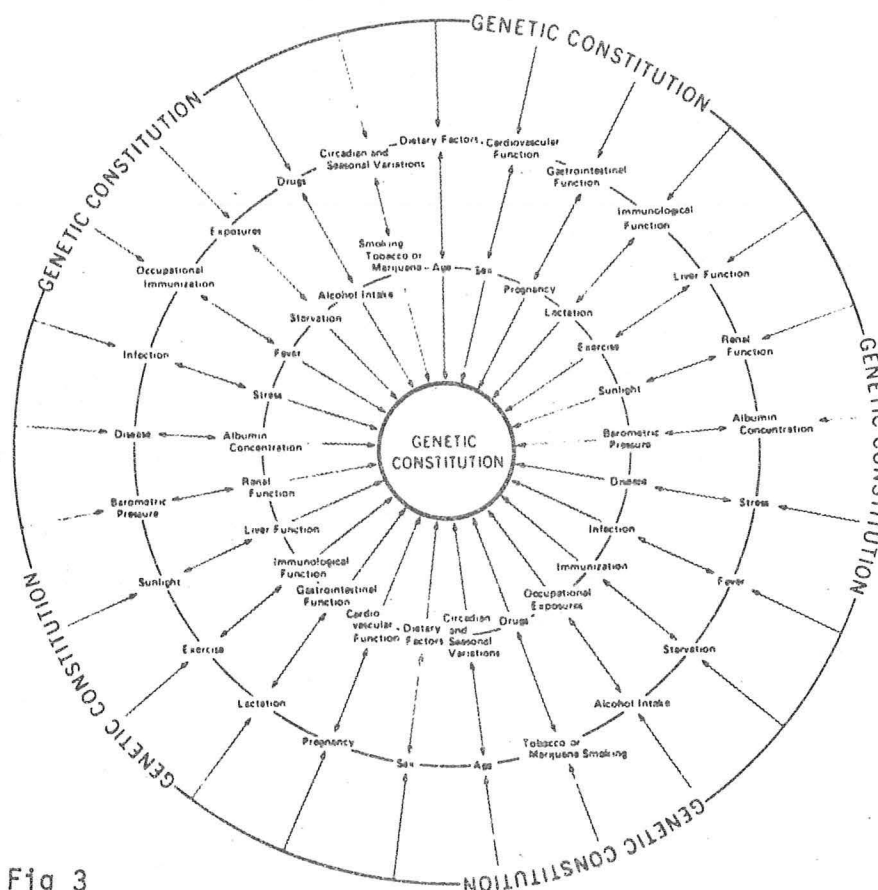 GENETIC CONSTITUTION
GENETIC CONSTITUTION
GENETIC CONSTITUTION
GENETIC CONSTITUTION
GENETIC CONSTITUTION
Dietary Factors
Cardiovascular
Function
Gastrointestinal
Function
Immunological
Function
Liver Function
Renal
Function
Albumin
Concentration
Stress
Fever
Starvation
Alcohol Intake
Tobacco or
Marijuana Smoking
Age
Sex
Pregnancy
Lactation
Exercise
Sunlight
Barometric
Pressure
Disease
Infection
Occupational
Immunization
Exposures
Drugs
Circadian and
Seasonal Variations
Age
Sex
Pregnancy
Lactation
Exercise
Sunlight
Barometric
Pressure
Disease
Infection
Immunization
Occupational
Exposures
Drugs
Circadian
and
Seasonal
Variations
Dietary
Factors
Cardio
vascular
Function
Gastrointestinal
Function
Immunological
Function
Liver Function
Renal
Function
Albumin
Concentration
Stress
Fever
Starvation
Alcohol Intake
Smoking
Tobacco or
Marijuana
GENETIC
CONSTITUTION
Fig 3